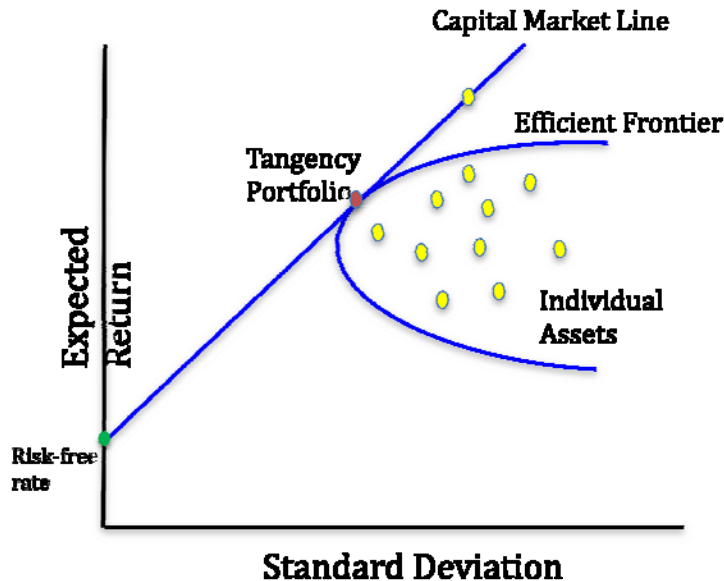 Capital Market Line
Efficient Frontier
Tangency
Portfolio
Expected
Return
Individual
Assets
Risk-free
rate
Standard Deviation